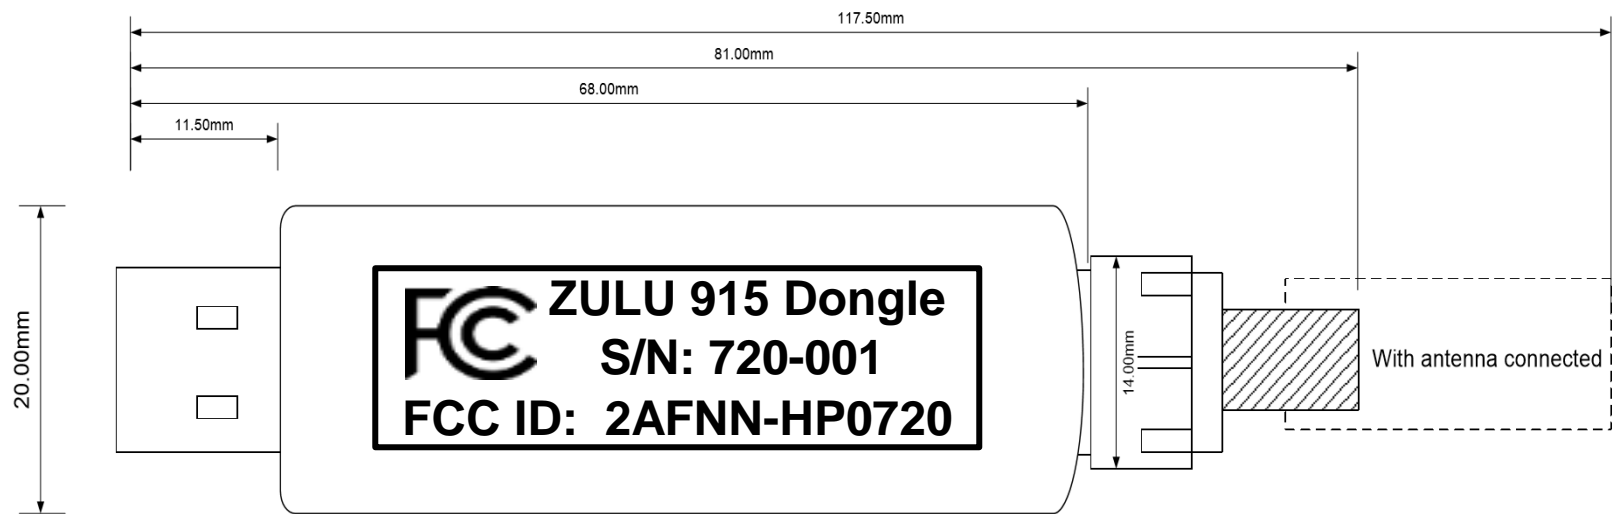 117.50mm
81.00mm
68.00mm
11.50mm
20.00mm
FCC ZULU 915 Dongle
S/N: 720-001
FCC ID: 2AFNN-HP0720
14.00mm
With antenna connected